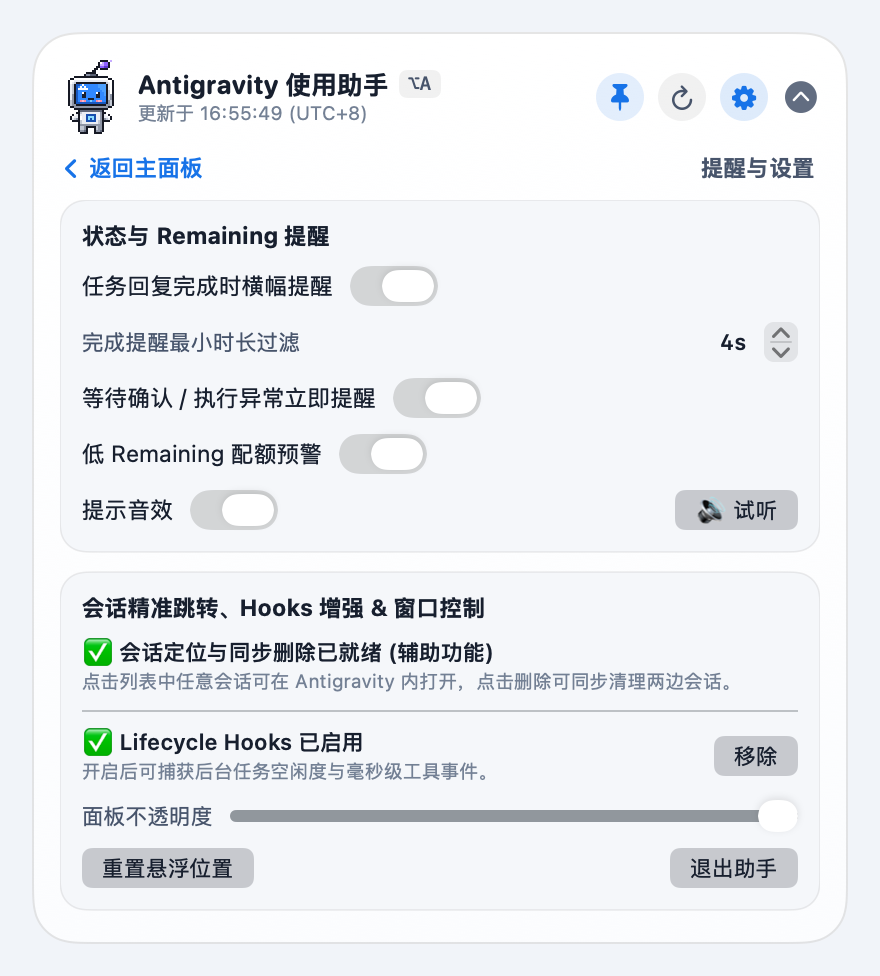 Antigravity 使用助手 ⌥A
更新于 16:55:49 (UTC+8)
返回主面板
提醒与设置
状态与 Remaining 提醒
任务回复完成时横幅提醒
完成提醒最小时长过滤 4s
等待确认 / 执行异常立即提醒
低 Remaining 配额预警
提示音效
试听
会话精准跳转、Hooks 增强 & 窗口控制
✅ 会话定位与同步删除已就绪 (辅助功能)
点击列表中任意会话可在 Antigravity 内打开，点击删除可同步清理两边会话。
✅ Lifecycle Hooks 已启用
移除
开启后可捕获后台任务空闲度与毫秒级工具事件。
面板不透明度
重置悬浮位置
退出助手